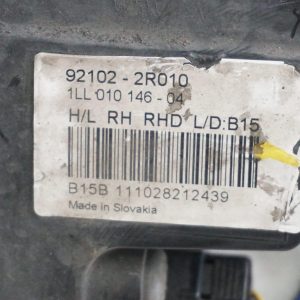 92102 - 2R010
1LL 010 146 - 04
H/L RH RHD L/D:B15
B15B 111028212439
Made in Slovakia